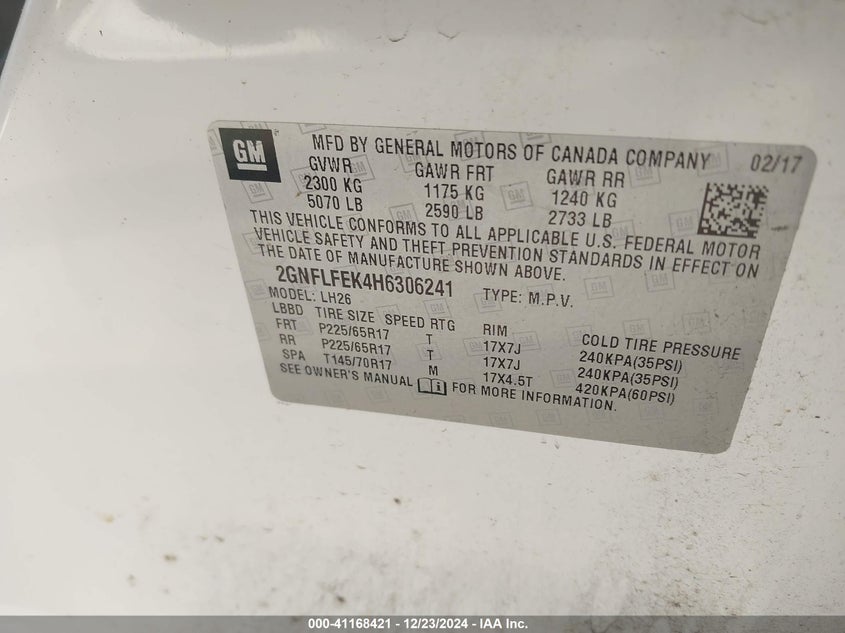 GM
MFD BY GENERAL MOTORS OF CANADA COMPANY 02/17
GVWR GAWR FRT GAWR RR
2300 KG 1175 KG 1240 KG
5070 LB 2590 LB 2733 LB
THIS VEHICLE CONFORMS TO ALL APPLICABLE U.S. FEDERAL MOTOR
VEHICLE SAFETY AND THEFT PREVENTION STANDARDS IN EFFECT ON
THE DATE OF MANUFACTURE SHOWN ABOVE.
2GNFLFEK4H6306241 TYPE: M.P.V.
MODEL: LH26
LBBD TIRE SIZE SPEED RTG RIM COLD TIRE PRESSURE
FRT P225/65R17 T 17X7J 240KPA(35PSI)
RR P225/65R17 T 17X7J 240KPA(35PSI)
SPA T145/70R17 M 17X4.5T 420KPA(60PSI)
SEE OWNER'S MANUAL FOR MORE INFORMATION.
000-41168421 - 12/23/2024 - IAA Inc.